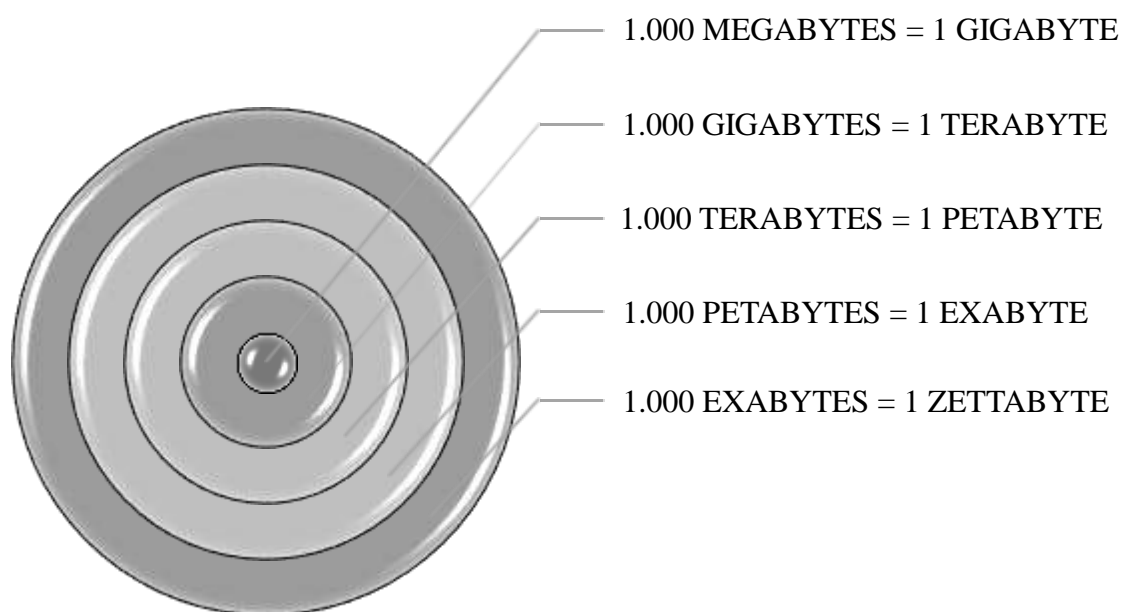 1.000 MEGABYTES = 1 GIGABYTE
1.000 GIGABYTES = 1 TERABYTE
1.000 TERABYTES = 1 PETABYTE
1.000 PETABYTES = 1 EXABYTE
1.000 EXABYTES = 1 ZETTABYTE